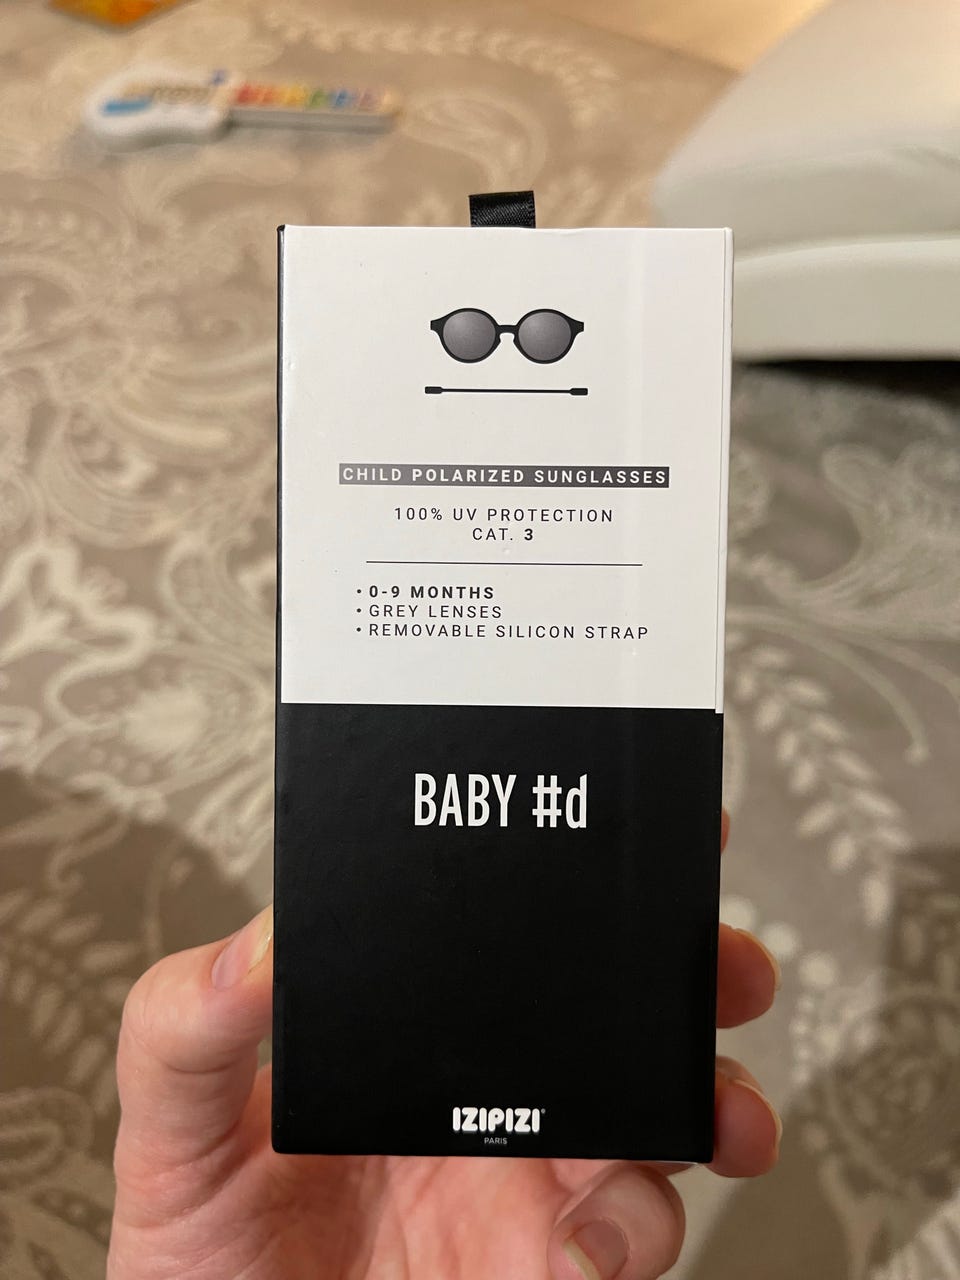 CHILD POLARIZED SUNGLASSES
100% UV PROTECTION
CAT. 3
• 0-9 MONTHS
• GREY LENSES
• REMOVABLE SILICON STRAP
BABY #d
IZIPIZI®
PARIS